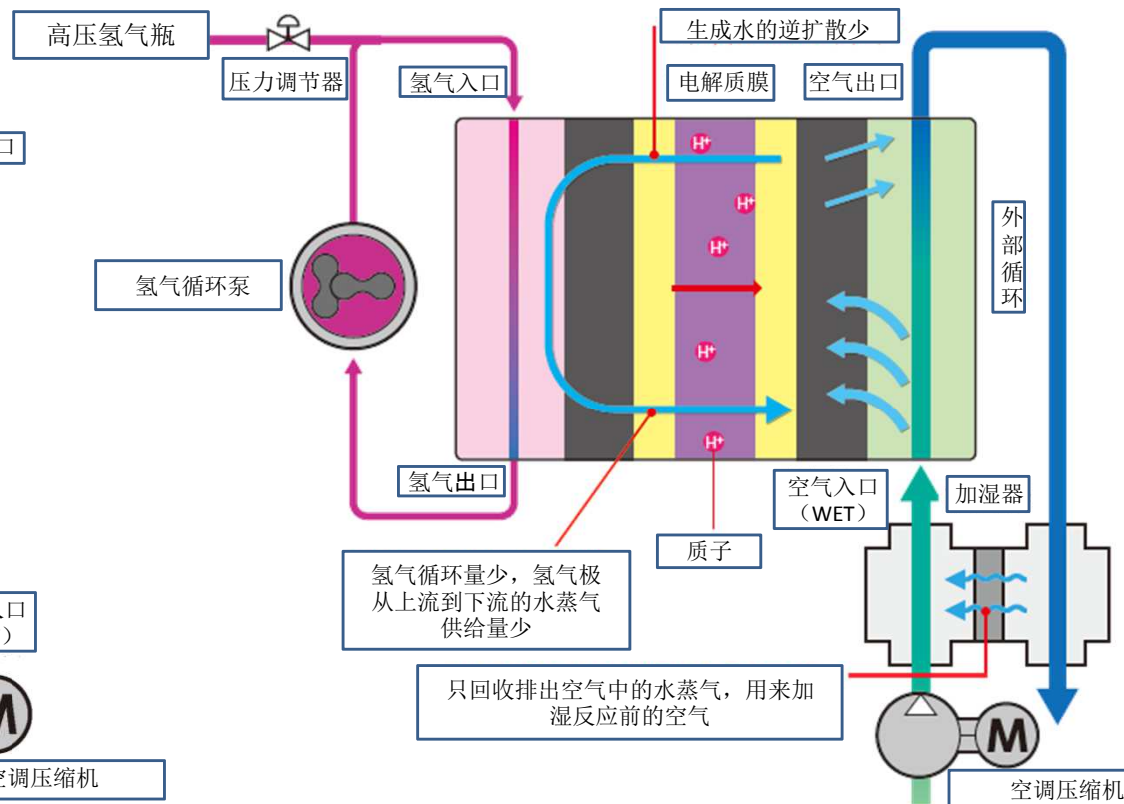 高压氢气瓶
生成水的逆扩散少
压力调节器
氢气入口
电解质膜
空气出口
口
H+
H+
外
部
循
环
H+
氢气循环泵
H+
H+
氢气出口
空气入口
（WET）
加湿器
质子
氢气循环量少，氢气极
从上流到下流的水蒸气
供给量少
入口
）
只回收排出空气中的水蒸气，用来加
湿反应前的空气
M
M
空调压缩机
空调压缩机